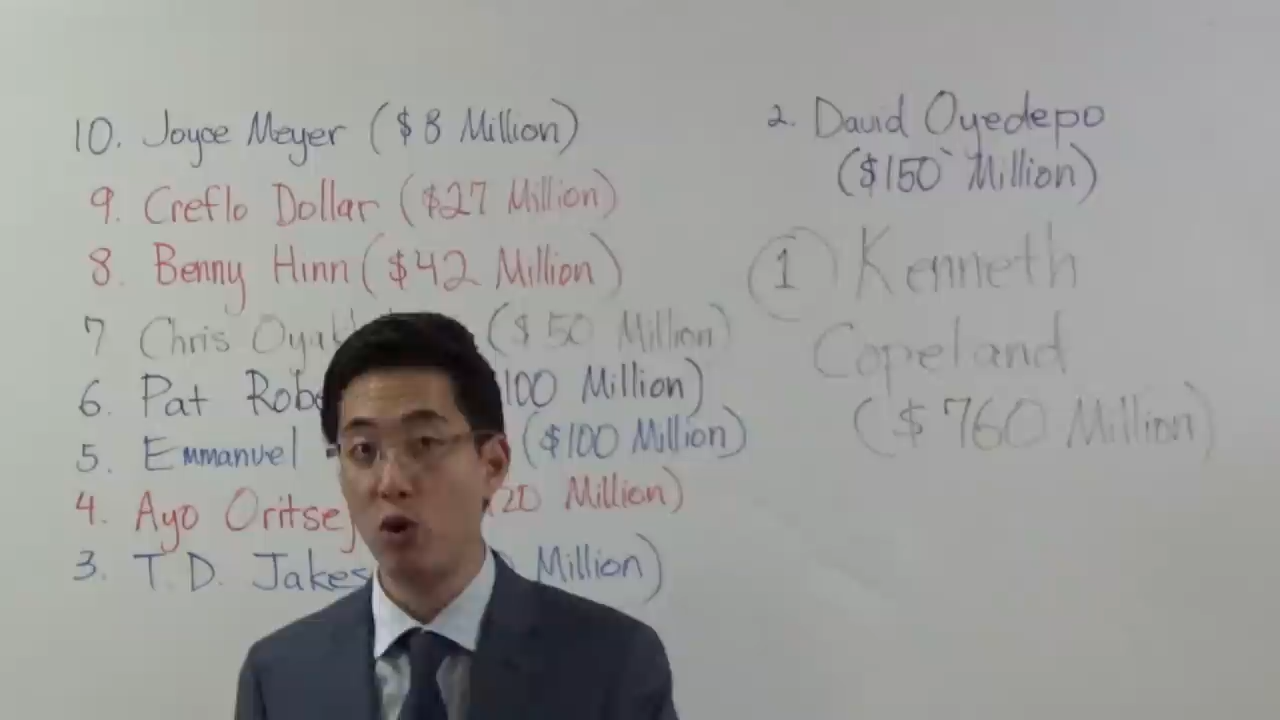 10. Joyce Meyer ($8 Million)
9. Creflo Dollar ($27 Million)
8. Benny Hinn ($42 Million)
7 Chris ($50 Million)
6. Pat 100 Million)
5. Emmanuel ($100 Million)
4. Ayo 20 Million)
3. T.D. Jakes Million)
2. David Oyedepo
($150 Million)
1 Kenneth
Copeland
($760 Million)